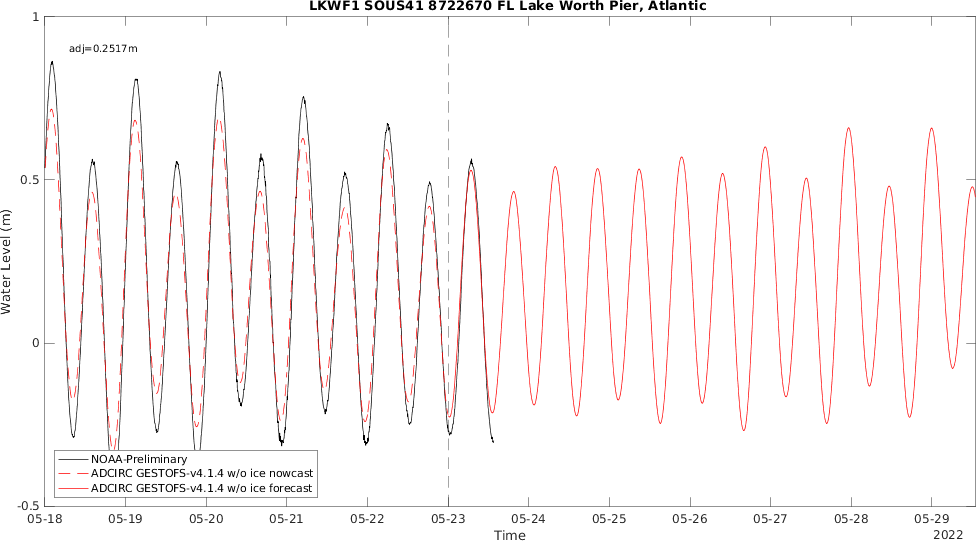 LKWF1 SOUS41 8722670 FL Lake Worth Pier, Atlantic
1
adj=0.2517m
0.5
Water Level (m)
0
NOAA-Preliminary
ADCIRC GESTOFS-v4.1.4 w/o ice nowcast
ADCIRC GESTOFS-v4.1.4 w/o ice forecast
-0.5
05-18 05-19 05-20 05-21 05-22 05-23 05-24 05-25 05-26 05-27 05-28 05-29
Time
2022